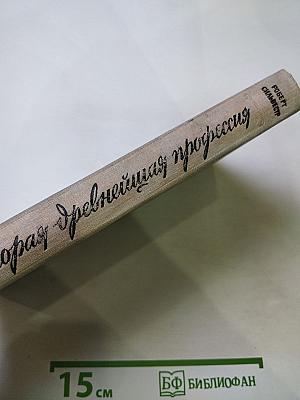 РОБЕРТ
СИЛЬВЕСТР
орая древнейшая профессия
15 см
БФ БИБЛИОФАН